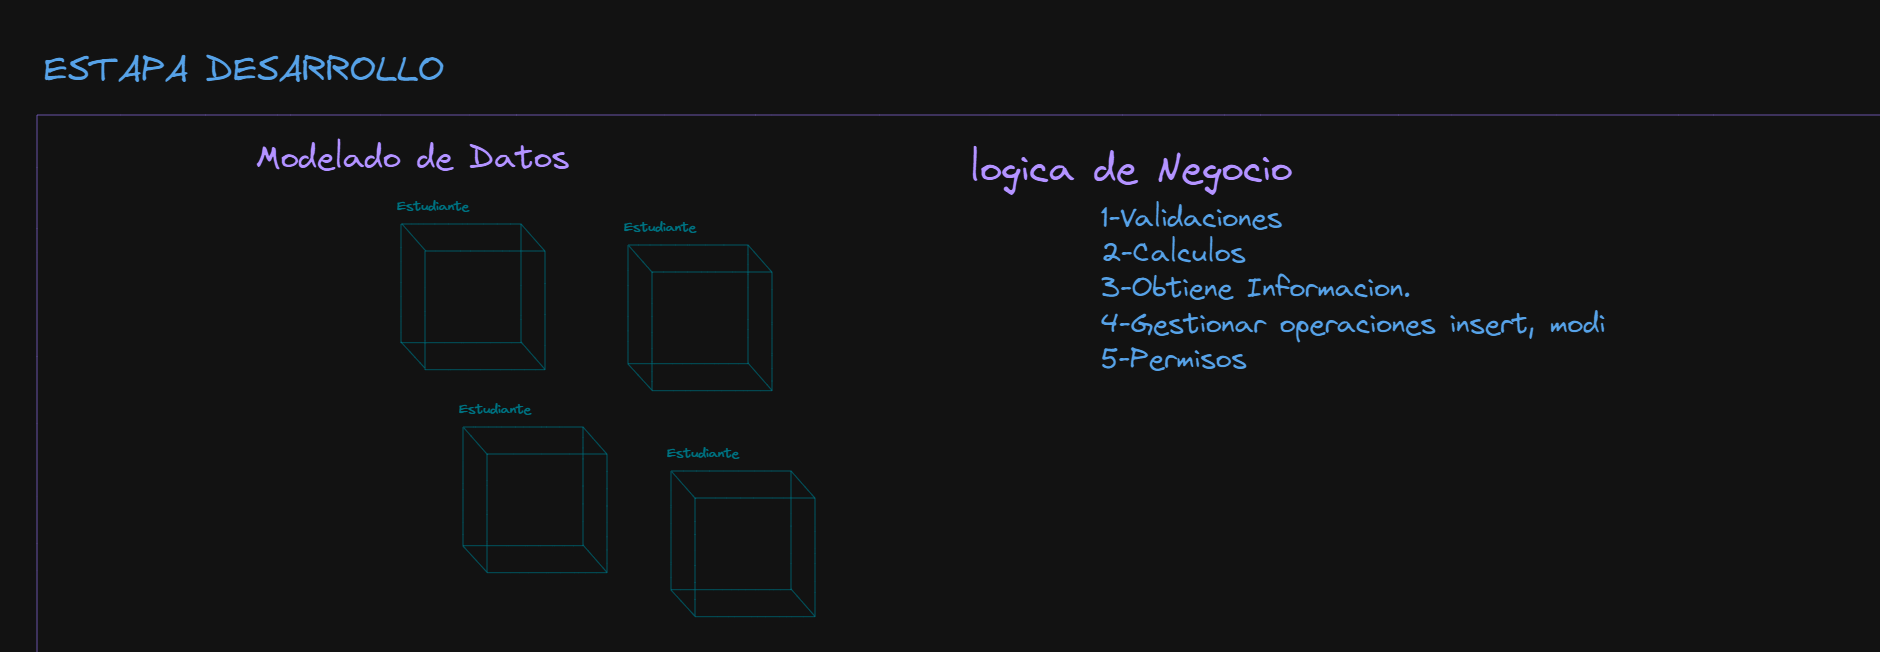 ESTAPA DESARROLLO
Modelado de Datos
Estudiante
Estudiante
Estudiante
Estudiante
logica de Negocio
1-Validaciones
2-Calculos
3-Obtiene Informacion.
4-Gestionar operaciones insert, modi
5-Permisos